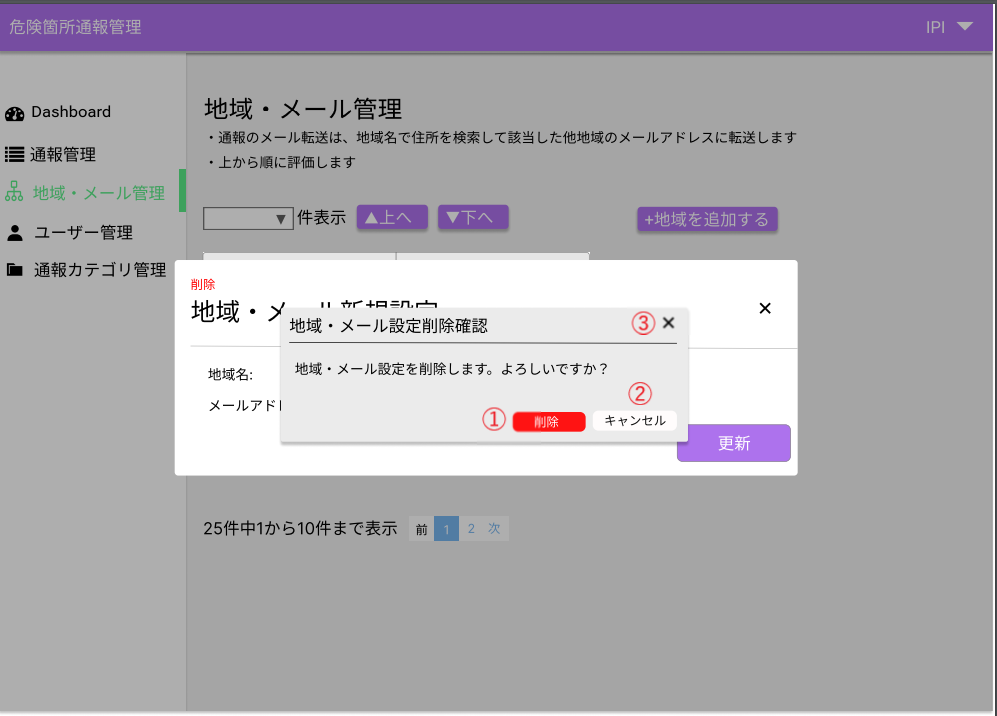 危険箇所通報管理
IPI
Dashboard
通報管理
地域・メール管理
ユーザー管理
通報カテゴリ管理
地域・メール管理
・通報のメール転送は、地域名で住所を検索して該当した他地域のメールアドレスに転送します
・上から順に評価します
▼ 件表示 ▲上へ ▼下へ +地域を追加する
削除
地域・メール新規設定 ×
地域名:
メールアド
地域・メール設定削除確認 ③ ×
地域・メール設定を削除します。よろしいですか？
②
① 削除 キャンセル
更新
25件中1から10件まで表示 前 1 2 次